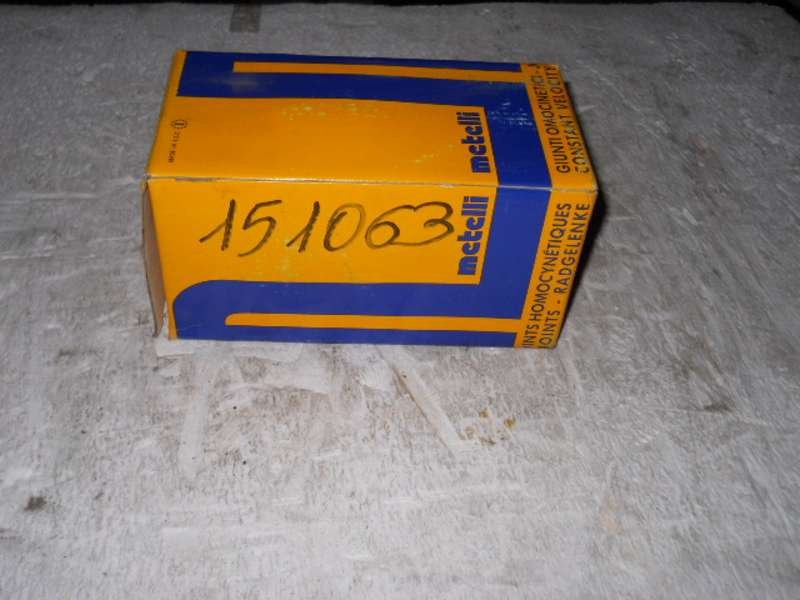 metelli
GIUNTI OMOCINETICI - J
CONSTANT VELOCITY
151063
metelli
INTS HOMOCYNÉTIQUES
OINTS - RADGELENKE